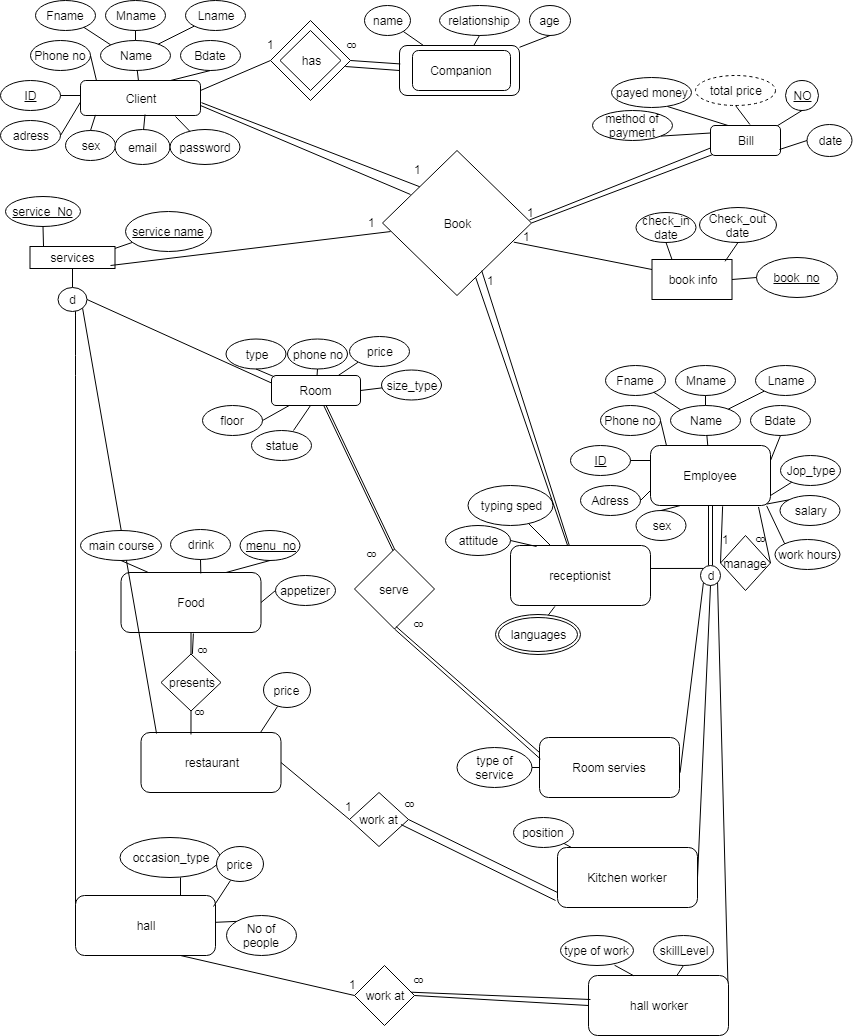 Fname
Mname
Lname
Phone no
Name
Bdate
ID
Client
adress
sex
email
password
1
has
∞
name
relationship
age
Companion
payed money
total price
NO
method of
payment
Bill
date
1
1
Book
1
1
1
service_No
service name
services
d
check_in
date
Check_out
date
book info
book_no
type
phone no
price
Room
size_type
floor
statue
Fname
Mname
Lname
Phone no
Name
Bdate
ID
Employee
Jop_type
Adress
salary
sex
work hours
1
∞
manage
d
typing sped
attitude
receptionist
languages
main course
drink
menu_no
Food
appetizer
∞
presents
∞
∞
serve
∞
price
restaurant
type of
service
Room servies
1
work at
∞
position
Kitchen worker
occasion_type
price
hall
No of
people
1
work at
∞
type of work
skillLevel
hall worker